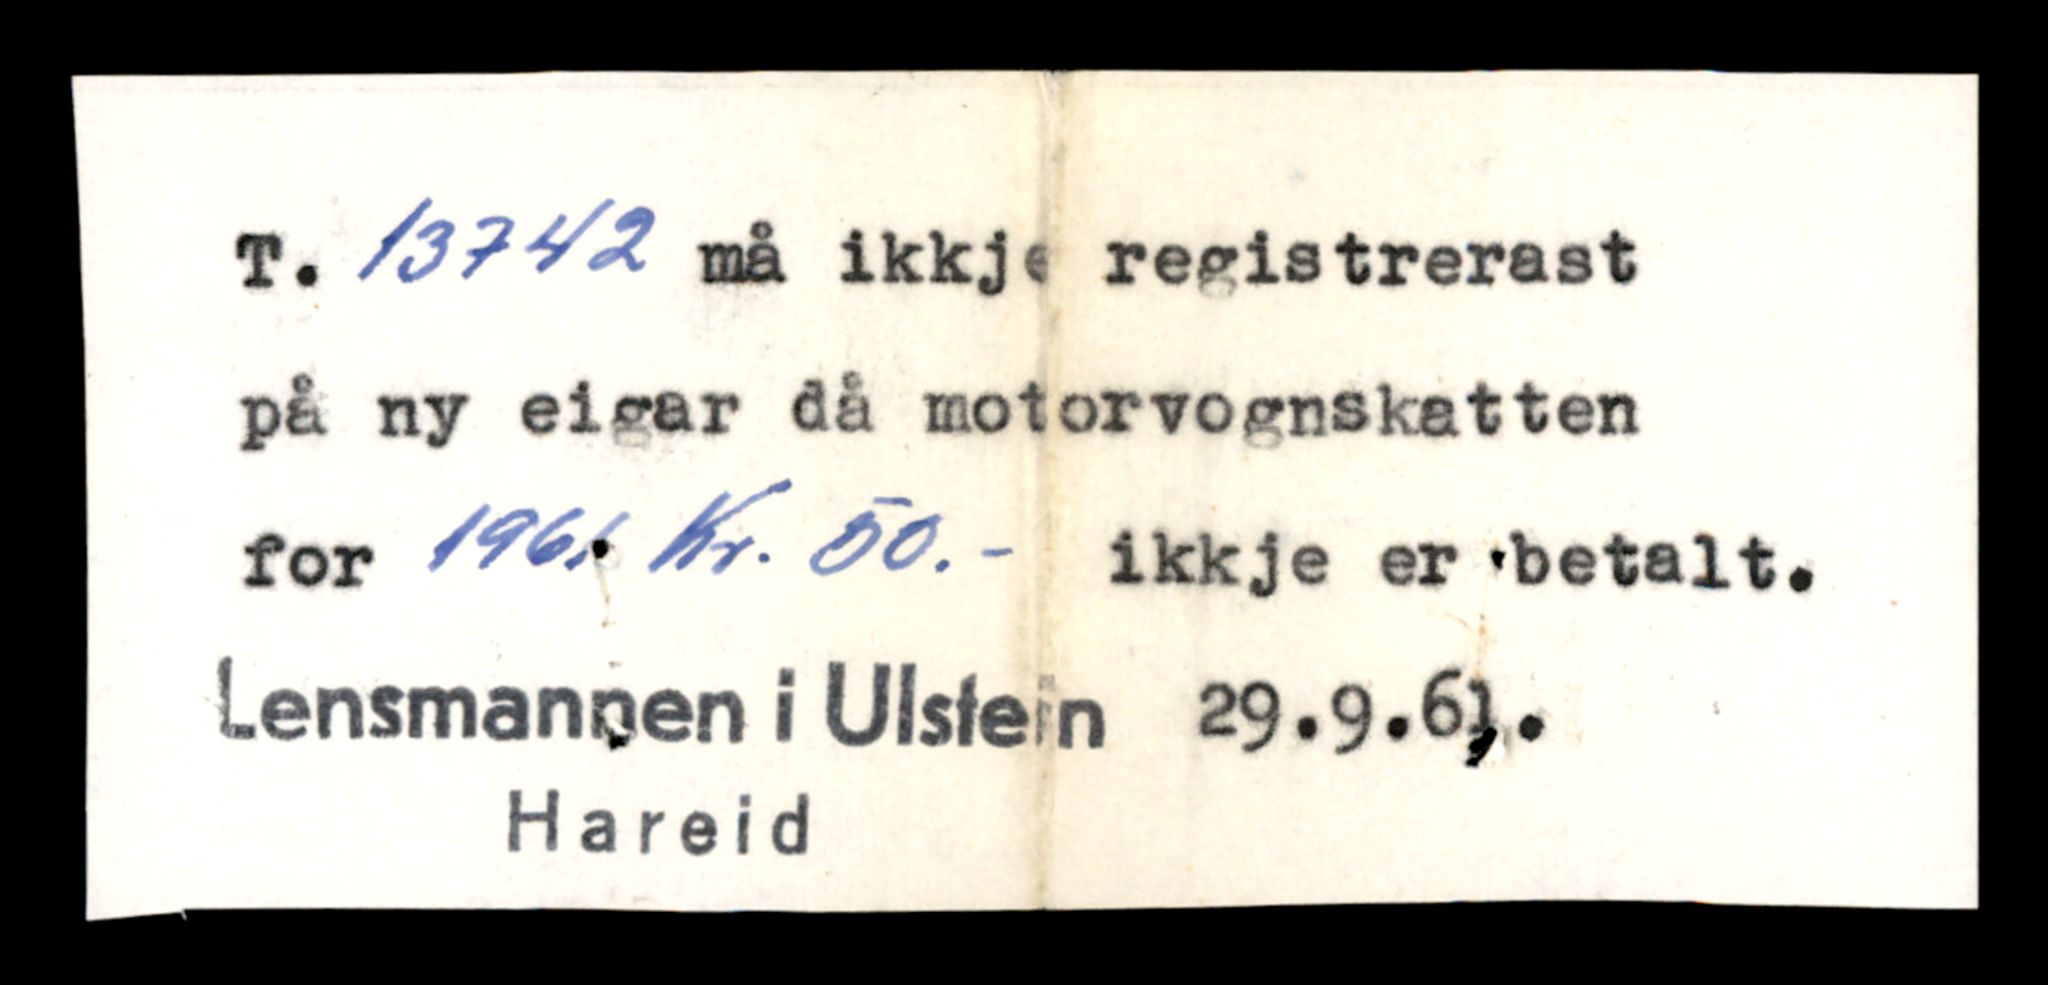 T. 13742 må ikkje registrerast
på ny eigar då motorvognskatten
for 1961 Kr. 50.- ikkje er betalt.
Lensmannen i Ulstein 29.9.61.
Hareid